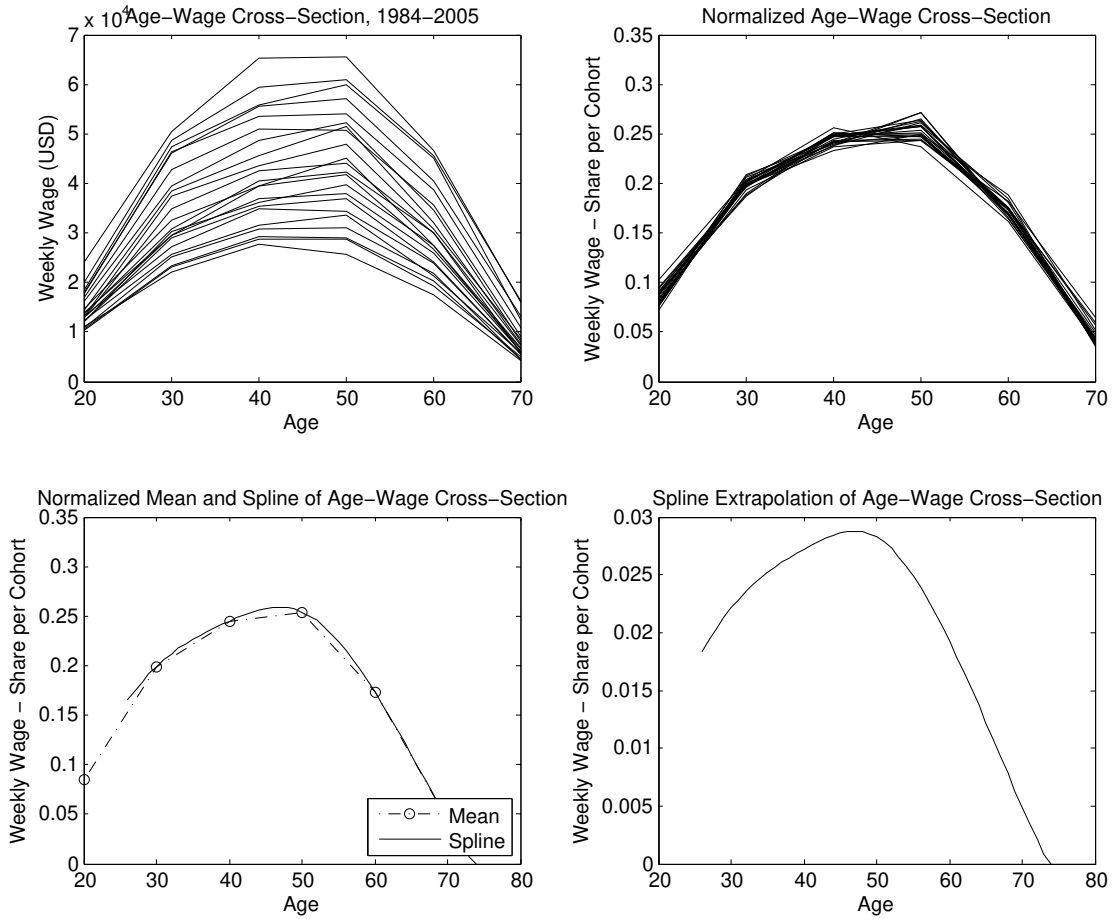 x 10⁴
Age−Wage Cross−Section, 1984−2005
Weekly Wage (USD)
7
6
5
4
3
2
1
0
20 30 40 50 60 70
Age
Normalized Age−Wage Cross−Section
Weekly Wage − Share per Cohort
0.35
0.3
0.25
0.2
0.15
0.1
0.05
0
20 30 40 50 60 70
Age
Normalized Mean and Spline of Age−Wage Cross−Section
Weekly Wage − Share per Cohort
0.35
0.3
0.25
0.2
0.15
0.1
0.05
0
Mean
Spline
20 30 40 50 60 70 80
Age
Spline Extrapolation of Age−Wage Cross−Section
Weekly Wage − Share per Cohort
0.03
0.025
0.02
0.015
0.01
0.005
0
20 30 40 50 60 70 80
Age